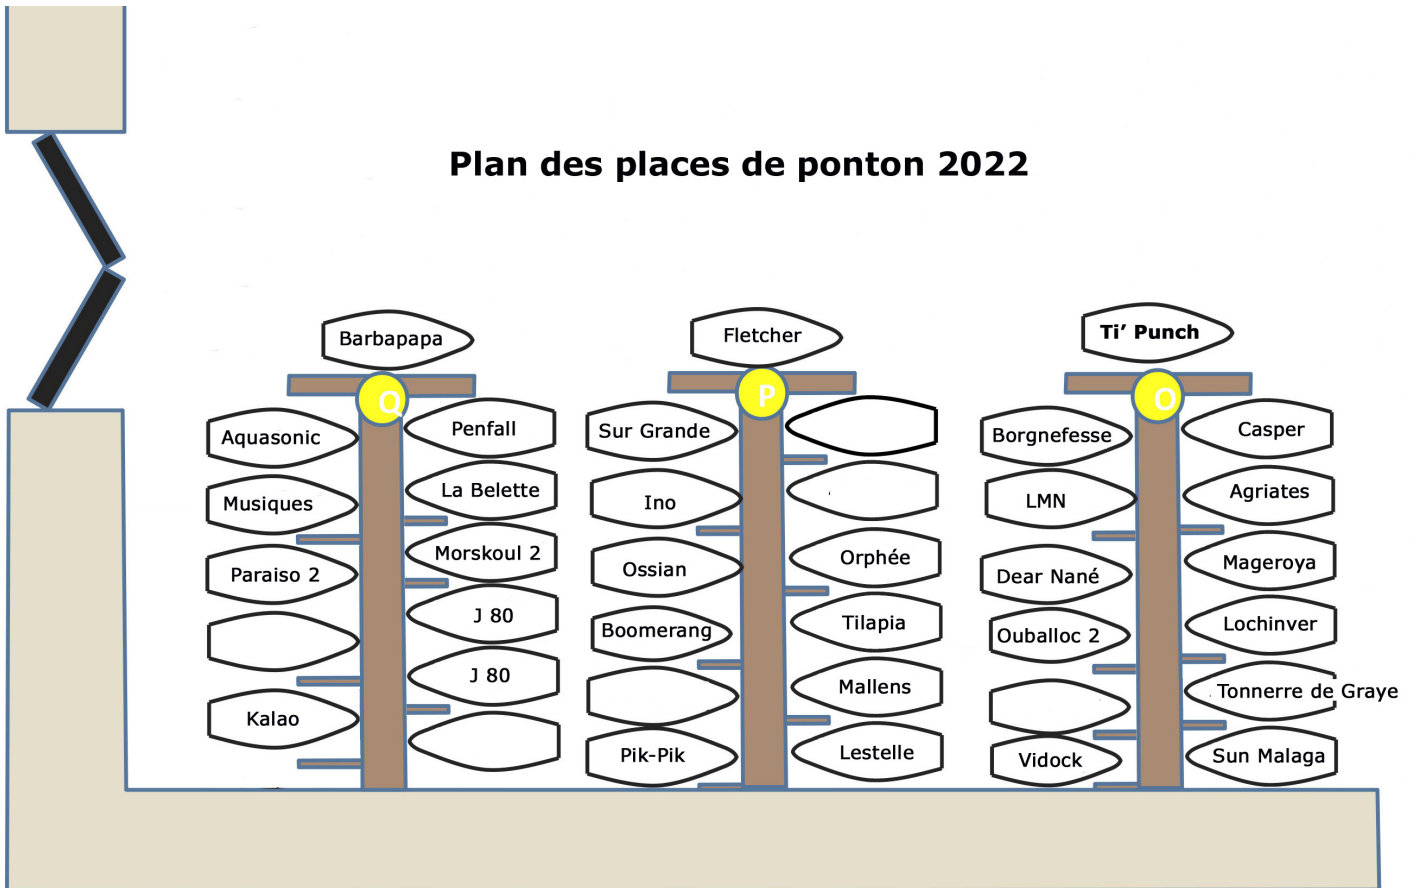 Plan des places de ponton 2022
Barbapapa
Q
Aquasonic
Musiques
Paraiso 2
Kalao
Penfall
La Belette
Morskoul 2
J 80
J 80
Fletcher
P
Sur Grande
Ino
Ossian
Boomerang
Pik-Pik
Orphée
Tilapia
Mallens
Lestelle
Ti’ Punch
O
Borgnefesse
LMN
Dear Nané
Ouballoc 2
Vidock
Casper
Agriates
Mageroya
Lochinver
Tonnerre de Graye
Sun Malaga